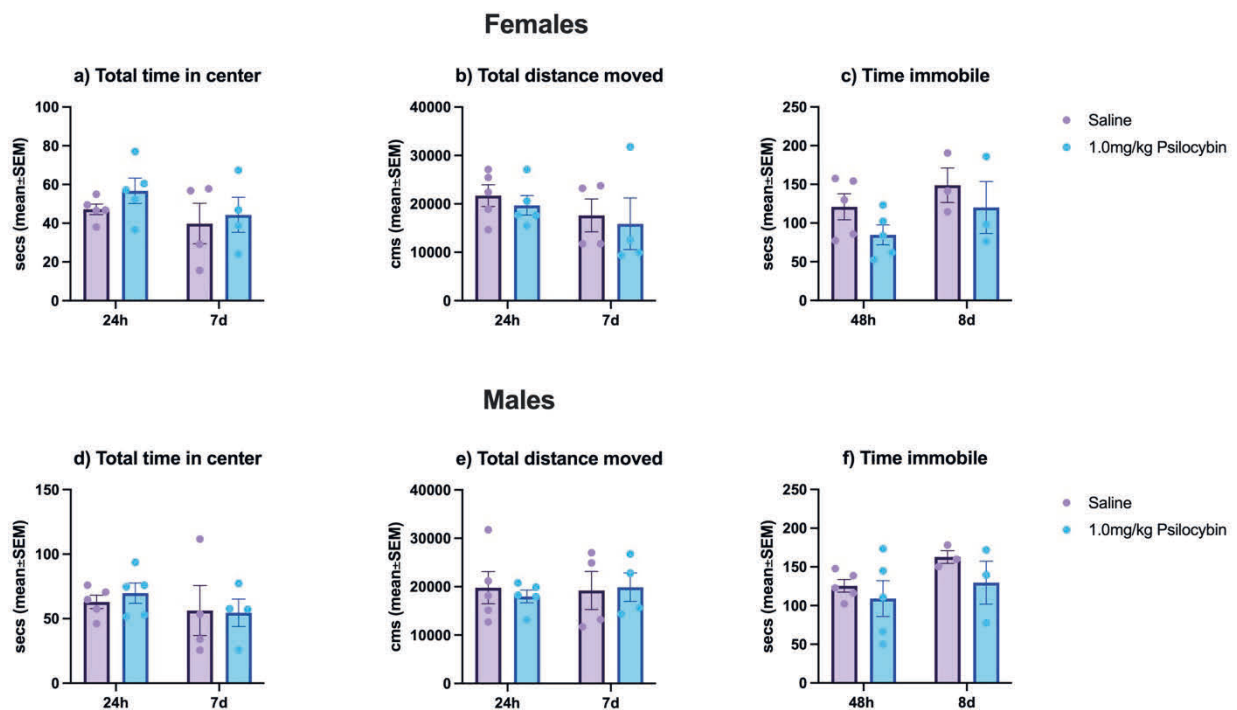 Females
a) Total time in center
b) Total distance moved
c) Time immobile
secs (mean±SEM)
100
80
60
40
20
0
24h
7d
cms (mean±SEM)
40000
30000
20000
10000
0
24h
7d
secs (mean±SEM)
250
200
150
100
50
0
48h
8d
Saline
1.0mg/kg Psilocybin
Males
d) Total time in center
e) Total distance moved
f) Time immobile
secs (mean±SEM)
150
100
50
0
24h
7d
cms (mean±SEM)
40000
30000
20000
10000
0
24h
7d
secs (mean±SEM)
250
200
150
100
50
0
48h
8d
Saline
1.0mg/kg Psilocybin